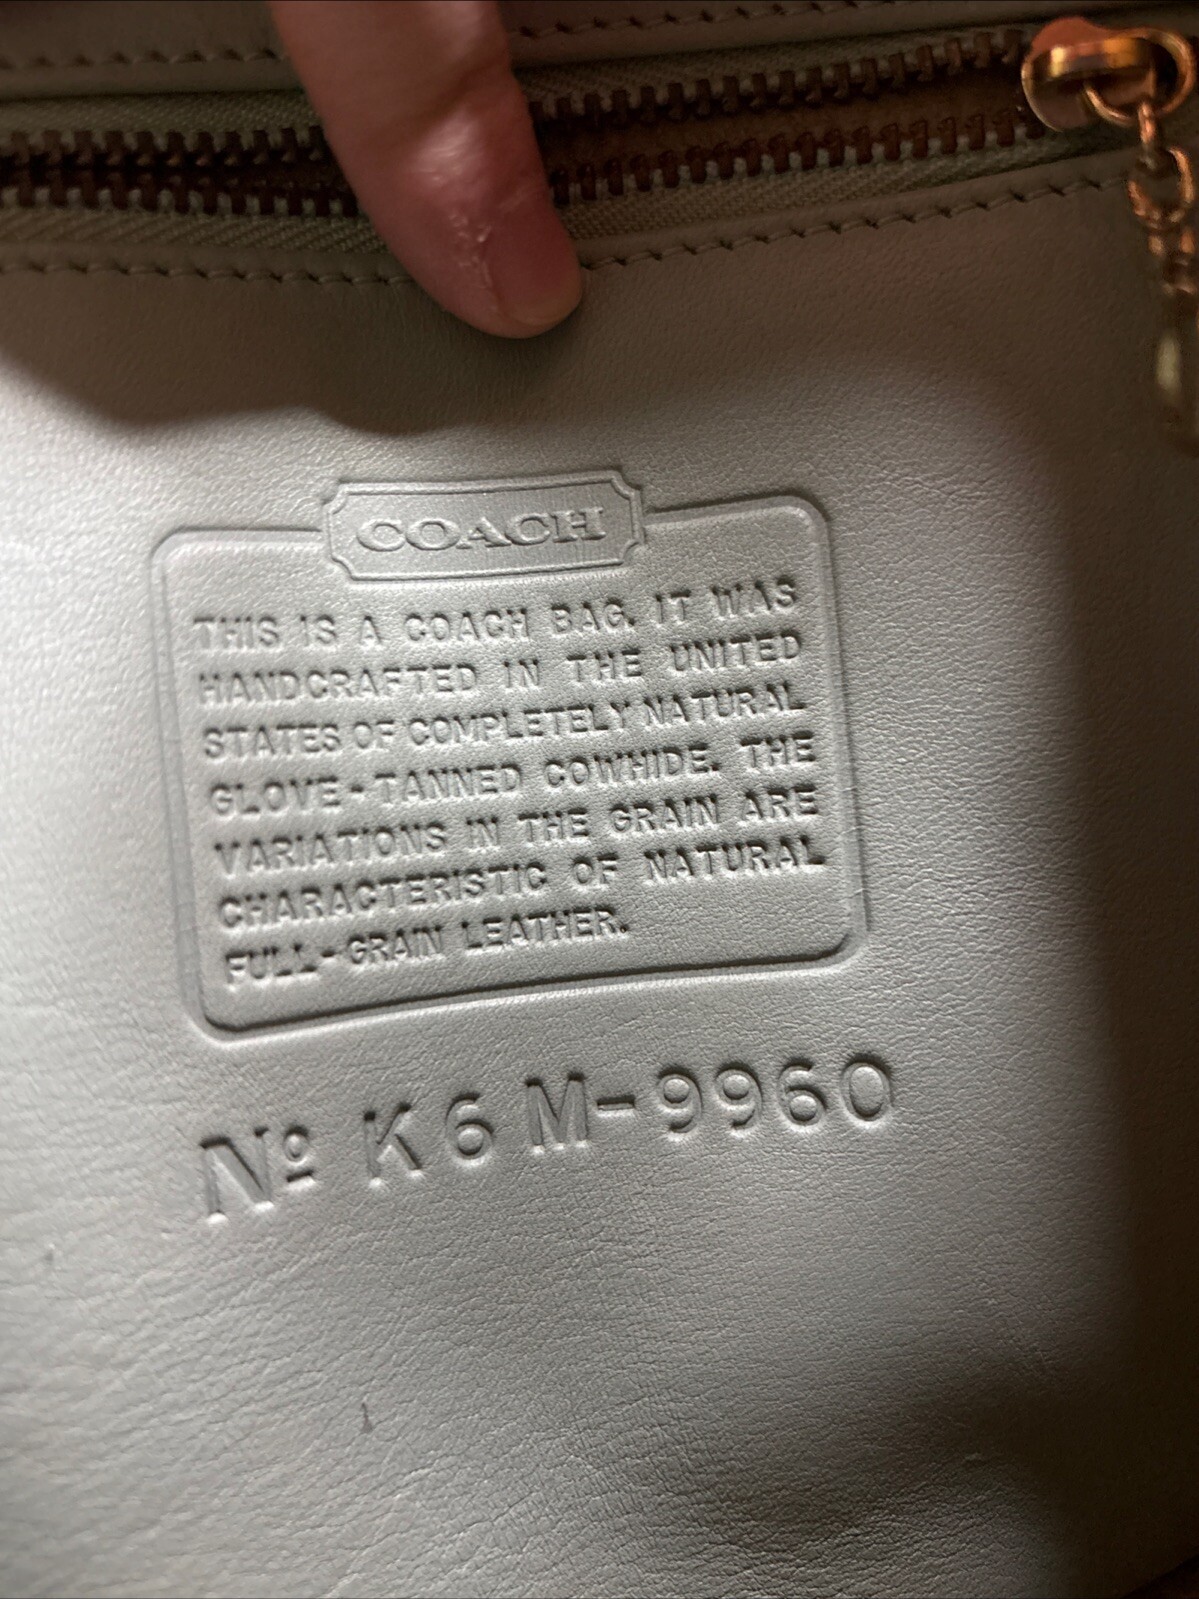 COACH
THIS IS A COACH BAG. IT WAS
HANDCRAFTED IN THE UNITED
STATES OF COMPLETELY NATURAL
GLOVE-TANNED COWHIDE. THE
VARIATIONS IN THE GRAIN ARE
CHARACTERISTIC OF NATURAL
FULL-GRAIN LEATHER.
Nº K6M-9960